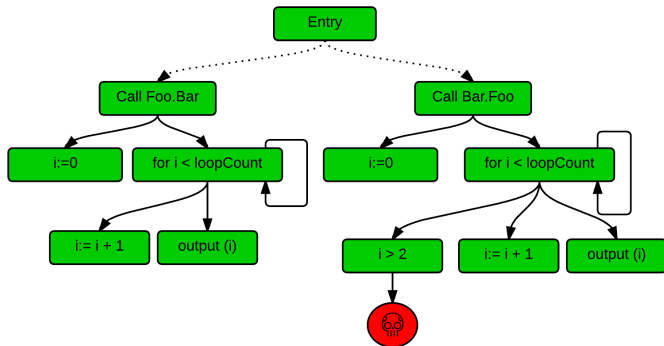 Entry
Call Foo.Bar
Call Bar.Foo
i:=0
for i < loopCount
i:=0
for i < loopCount
i:= i + 1
output (i)
i > 2
i:= i + 1
output (i)